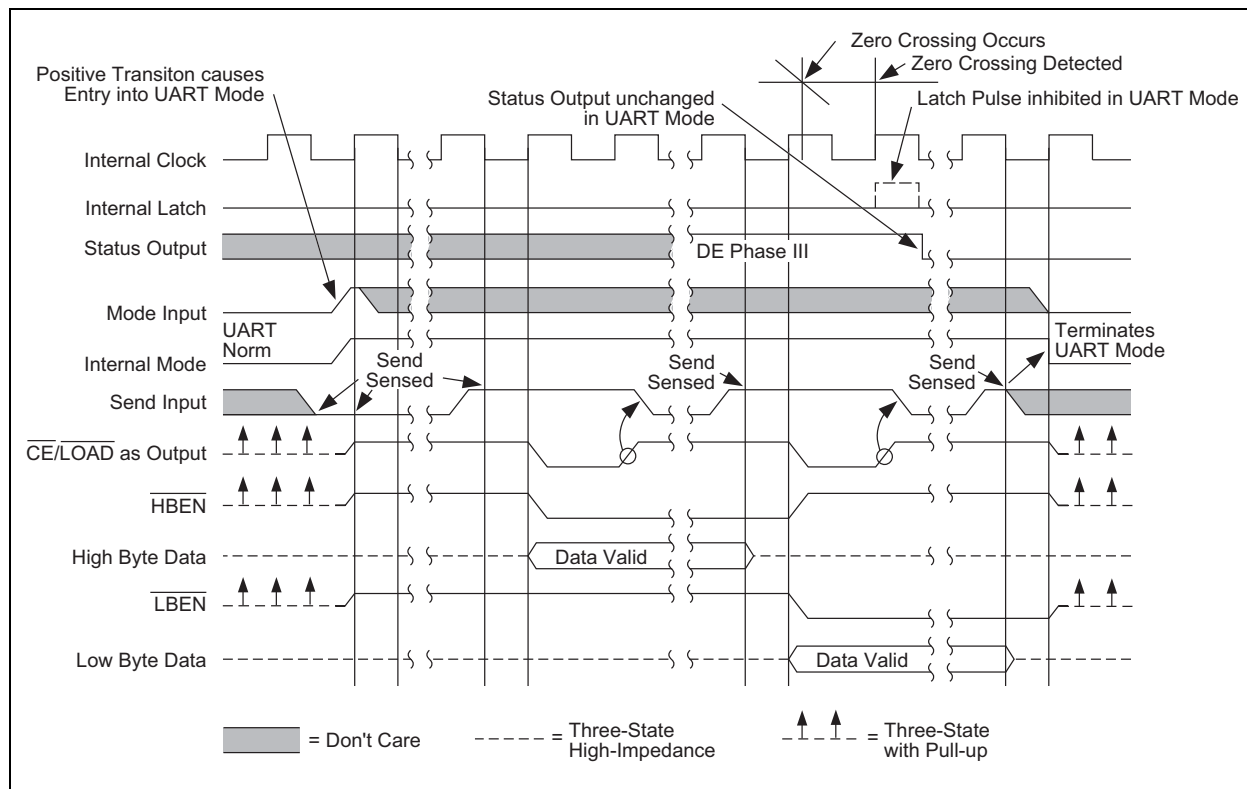 Zero Crossing Occurs
Zero Crossing Detected
Positive Transiton causes
Entry into UART Mode
Status Output unchanged
in UART Mode
Latch Pulse inhibited in UART Mode
Internal Clock
Internal Latch
Status Output
DE Phase III
Mode Input
UART
Norm
Terminates
UART Mode
Internal Mode
Send
Sensed
Send
Sensed
Send
Sensed
Send Input
CE/LOAD as Output
HBEN
High Byte Data
Data Valid
LBEN
Low Byte Data
Data Valid
= Don't Care
= Three-State
High-Impedance
= Three-State
with Pull-up